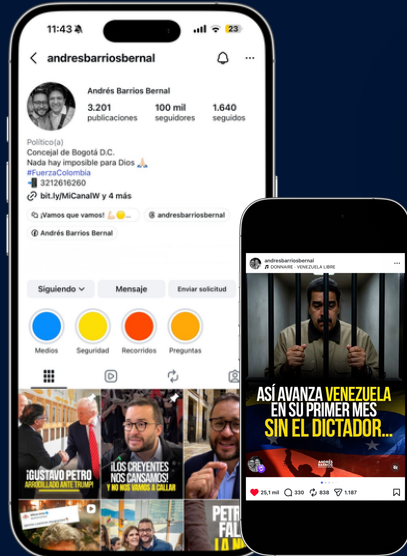 11:43
23
andresbarriosbernal
Andrés Barrios Bernal
3.201 100 mil 1.640
publicaciones seguidores seguidos
Político(a)
Concejal de Bogotá D.C.
Nada hay imposible para Dios 🙏🏻
#FuerzaColombia
📲 3212616260
bit.ly/MiCanalW y 4 más
¡Vamos que vamos! 💪🏻😊...
andresbarriosbernal
Andrés Barrios Bernal
Siguiendo Mensaje Enviar solicitud
Medios Seguridad Recorridos Preguntas
¡GUSTAVO PETRO
ARRODILLADO ANTE TRUMP!
¡LOS CREYENTES
NOS CANSAMOS!
Y NO NOS VAMOS A CALLAR
andresbarriosbernal
DONNAIRE · VENEZUELA LIBRE
ASÍ AVANZA VENEZUELA
EN SU PRIMER MES
SIN EL DICTADOR...
ANDRÉS
BARRIOS
25,1 mil 330 838 1.187